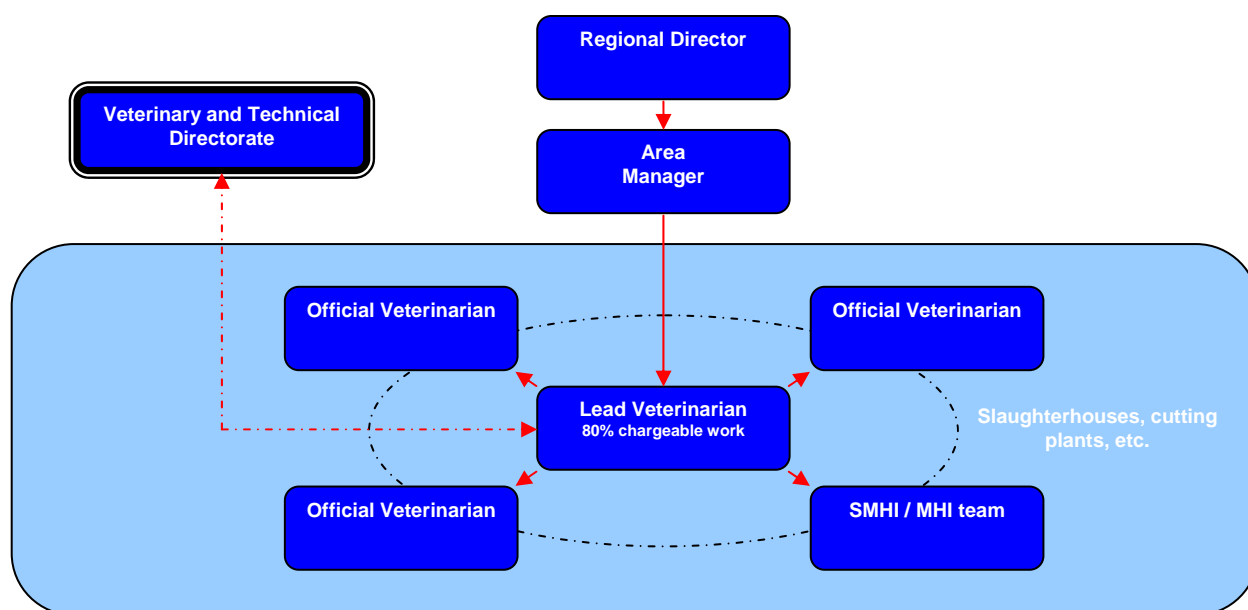 Regional Director
Veterinary and Technical
Directorate
Area
Manager
Official Veterinarian
Official Veterinarian
Lead Veterinarian
80% chargeable work
Slaughterhouses, cutting
plants, etc.
Official Veterinarian
SMHI / MHI team